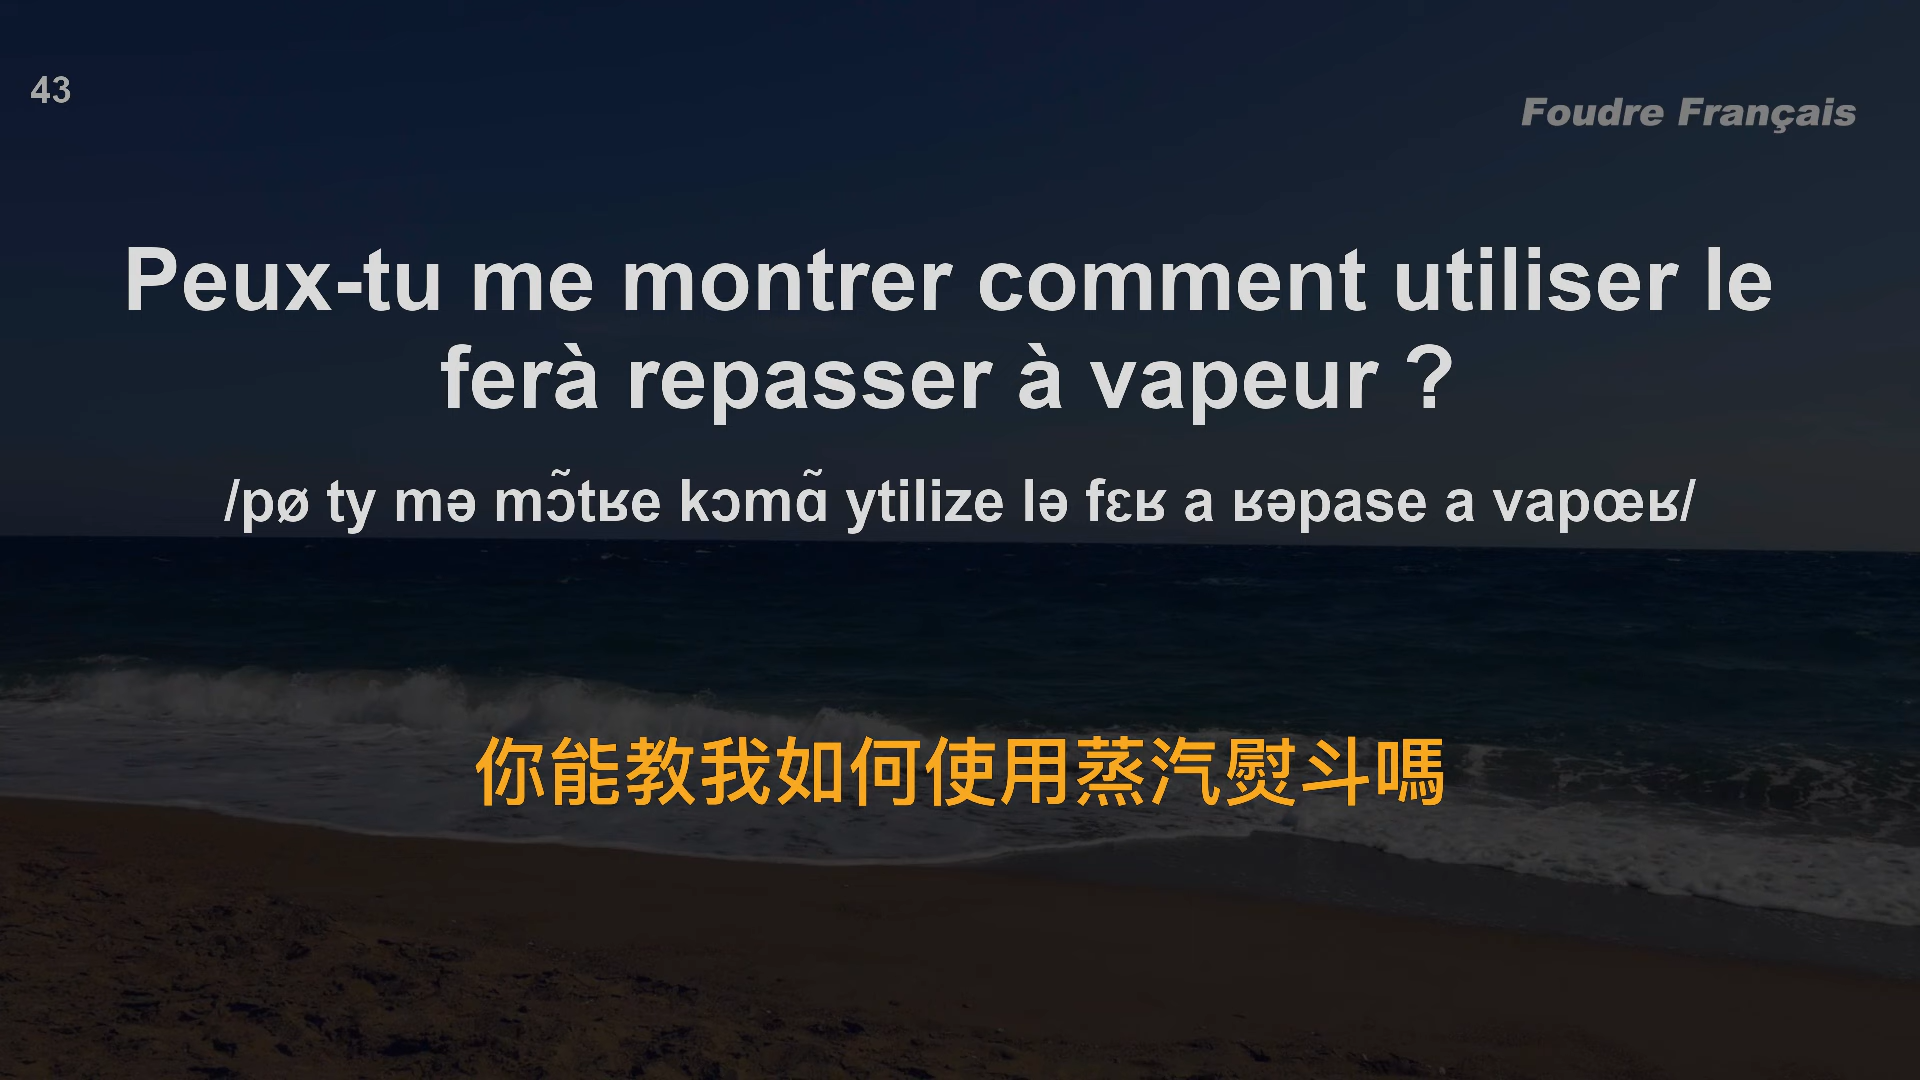 43
Foudre Français
Peux-tu me montrer comment utiliser le
ferà repasser à vapeur ?
/pø ty mə mɔ̃tʁe kɔmɑ̃ ytilize lə fɛʁ a ʁəpase a vapœʁ/
你能教我如何使用蒸汽熨斗嗎